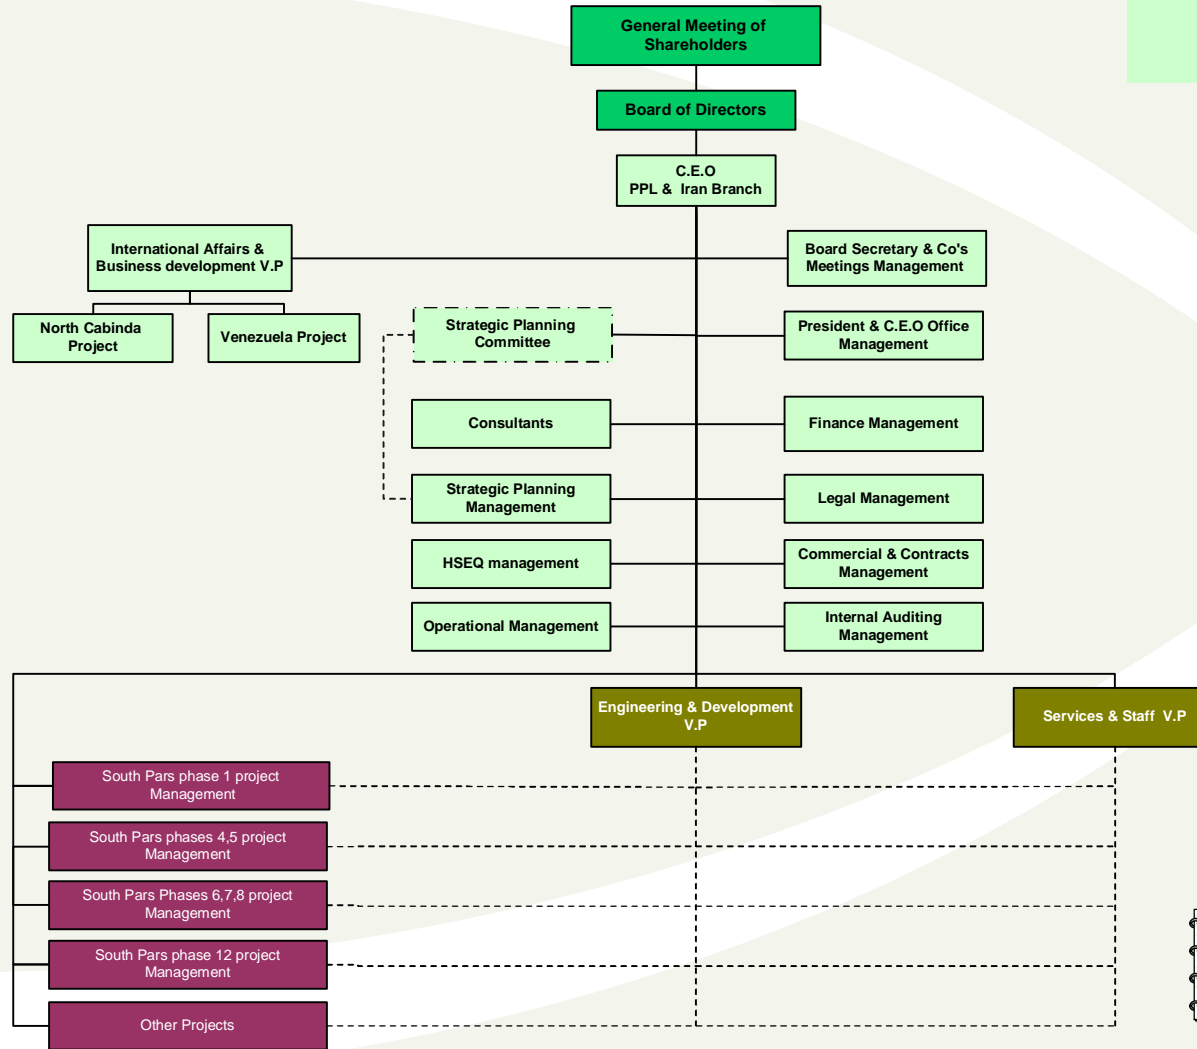 General Meeting of
Shareholders
Board of Directors
C.E.O
PPL & Iran Branch
International Affairs &
Business development V.P
Board Secretary & Co's
Meetings Management
North Cabinda
Project
Venezuela Project
Strategic Planning
Committee
President & C.E.O Office
Management
Consultants
Finance Management
Strategic Planning
Management
Legal Management
HSEQ management
Commercial & Contracts
Management
Operational Management
Internal Auditing
Management
Engineering & Development
V.P
Services & Staff V.P
South Pars phase 1 project
Management
South Pars phases 4,5 project
Management
South Pars Phases 6,7,8 project
Management
South Pars phase 12 project
Management
Other Projects